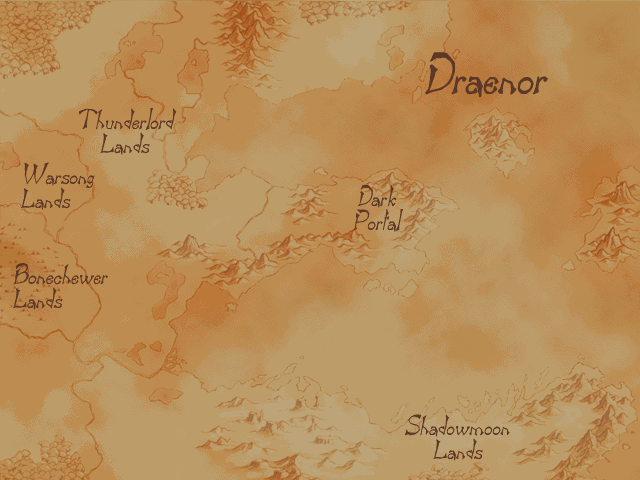 Draenor
Thunderlord
Lands
Warsong
Lands
Dark
Portal
Bonechewer
Lands
Shadowmoon
Lands